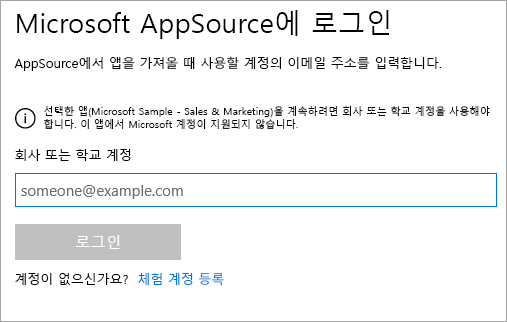 Microsoft AppSource에 로그인
AppSource에서 앱을 가져올 때 사용할 계정의 이메일 주소를 입력합니다.
선택한 앱(Microsoft Sample - Sales & Marketing)을 계속하려면 회사 또는 학교 계정을 사용해야
합니다. 이 앱에서 Microsoft 계정이 지원되지 않습니다.
회사 또는 학교 계정
someone@example.com
로그인
계정이 없으신가요? 체험 계정 등록